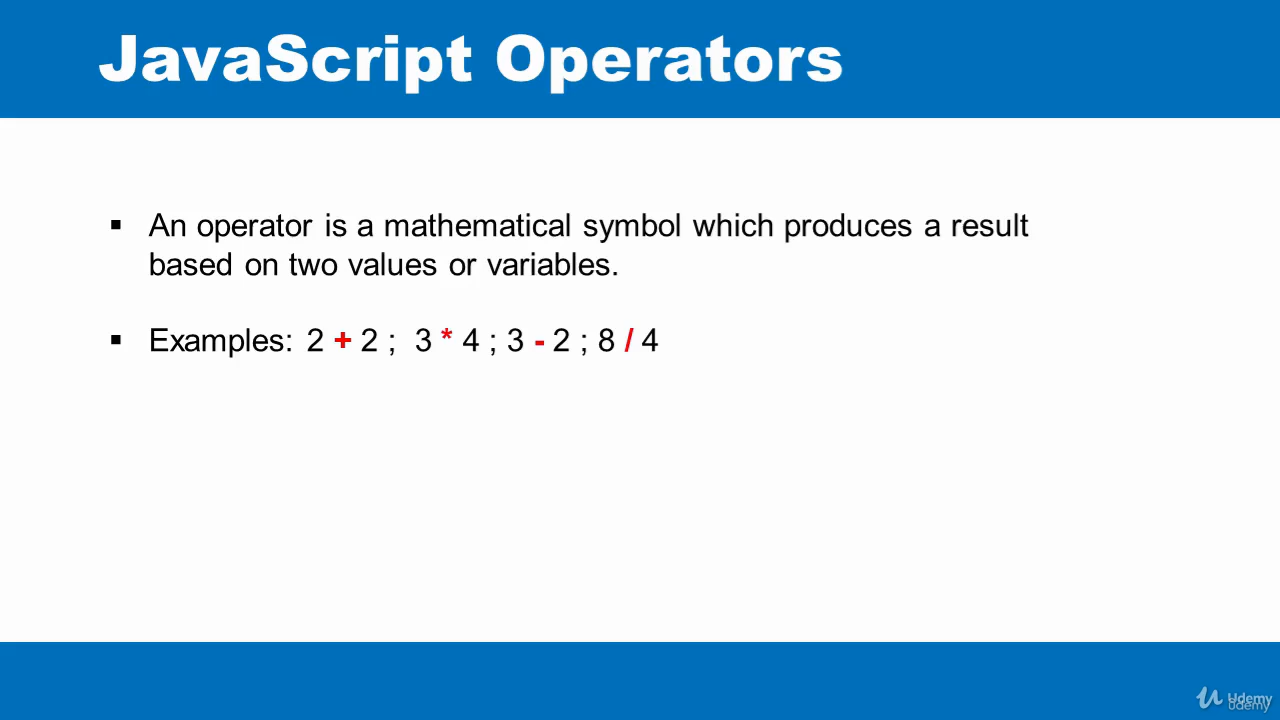 JavaScript Operators
▪ An operator is a mathematical symbol which produces a result
based on two values or variables.
▪ Examples: 2 + 2 ; 3 * 4 ; 3 - 2 ; 8 / 4
Udemy
Udemy